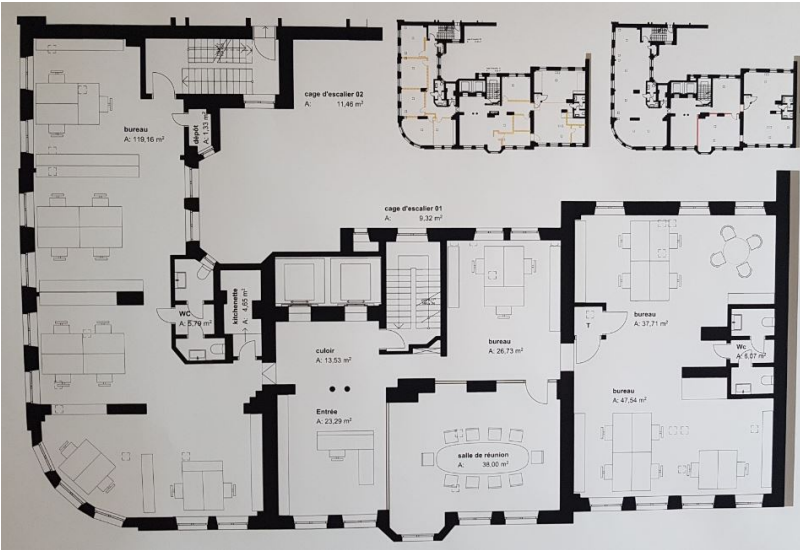 cage d'escalier 02
A: 11,46 m²
bureau
A: 119,16 m²
dépôt
A: 1,33 m²
cage d'escalier 01
A: 9,32 m²
WC
A: 5,79 m²
kitchenette
A: 4,65 m²
culoir
A: 13,53 m²
bureau
A: 26,73 m²
T
bureau
A: 37,71 m²
Wc
A: 6,07 m²
bureau
A: 47,54 m²
Entrée
A: 23,29 m²
salle de réunion
A: 38,00 m²